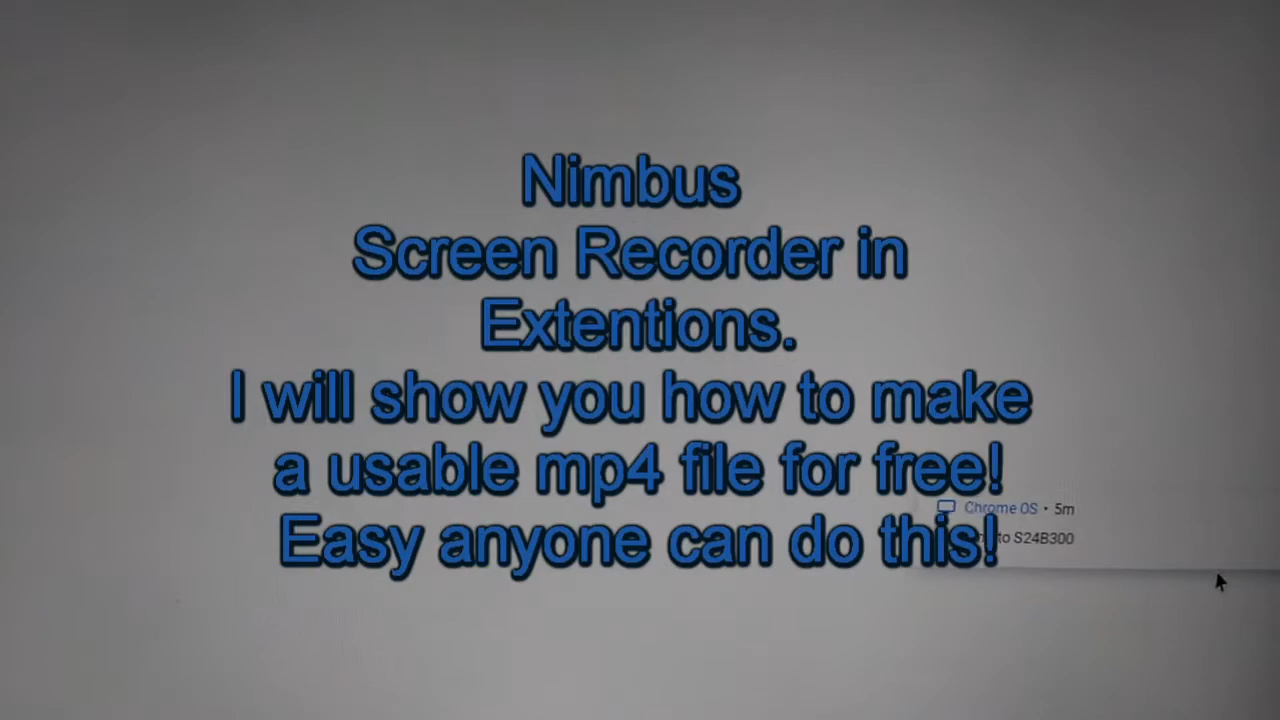 Nimbus
Screen Recorder in
Extentions.
I will show you how to make
a usable mp4 file for free!
Easy anyone can do this!
Chrome OS • 5m
to S24B300